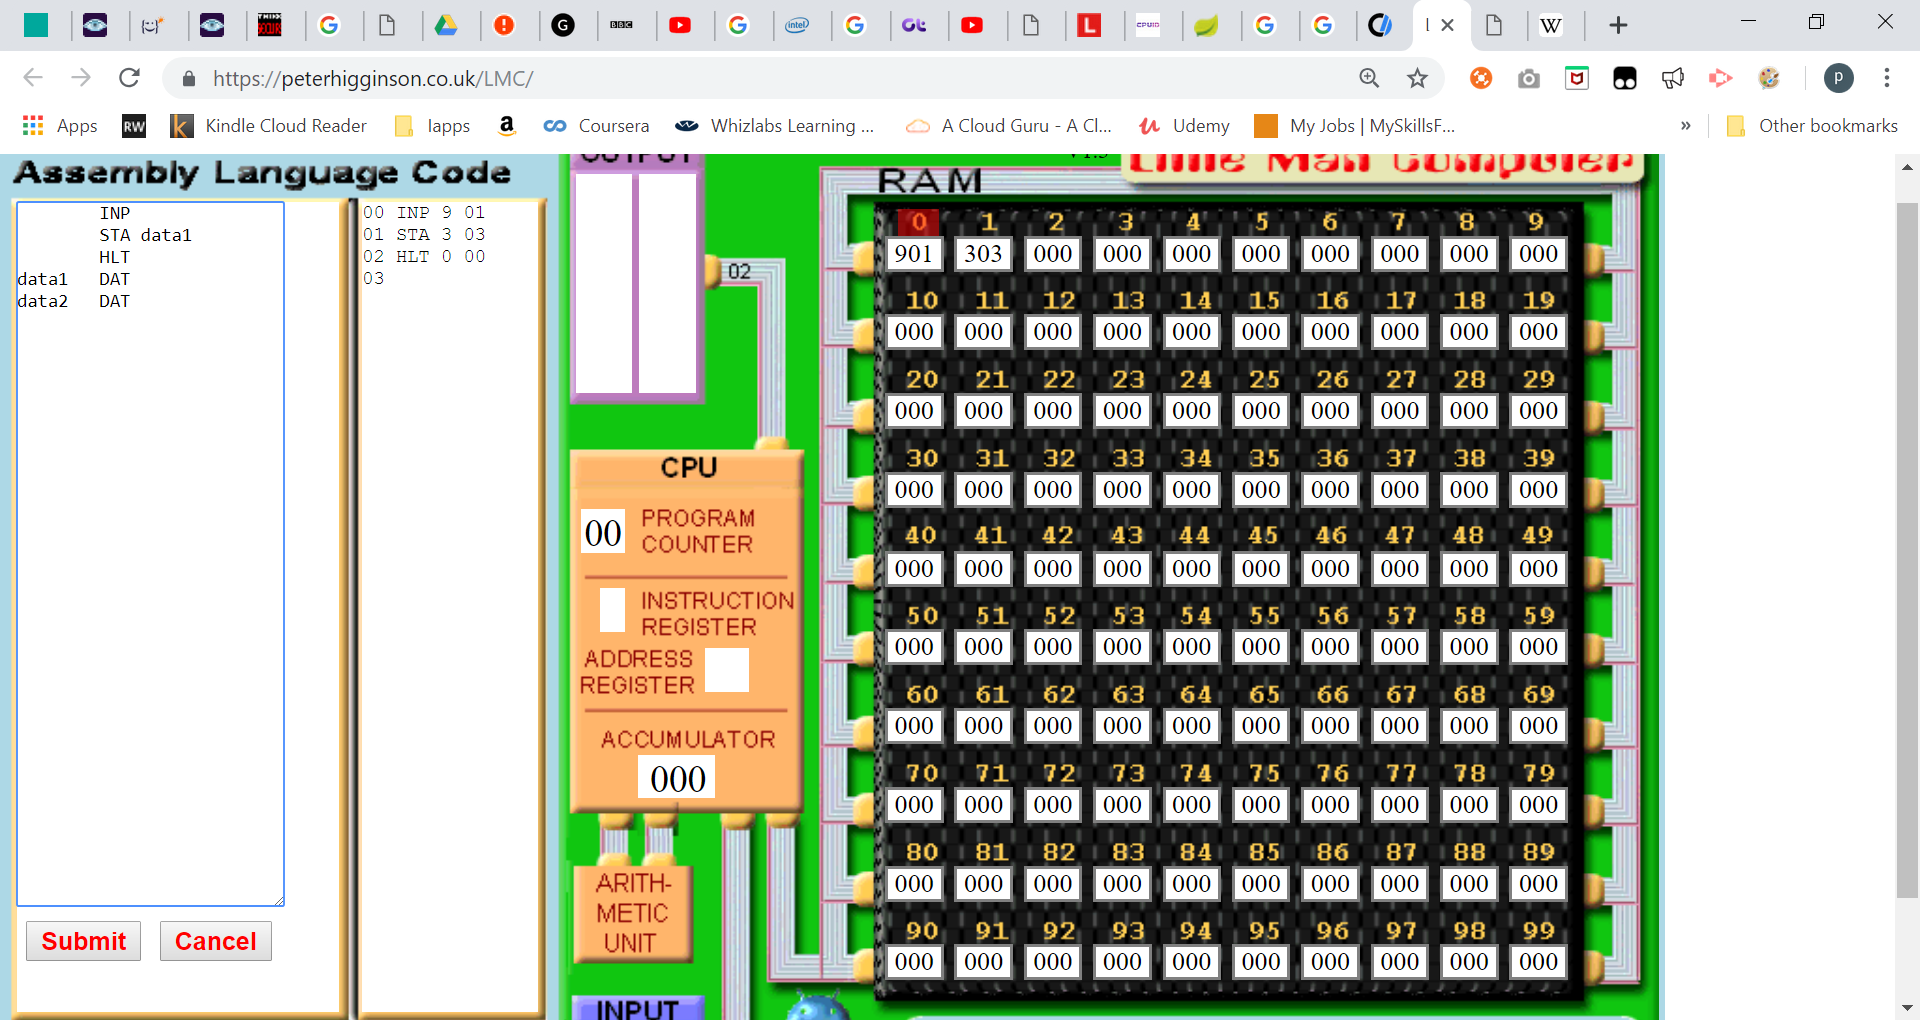 https://peterhigginson.co.uk/LMC/
p
Apps
RW
Kindle Cloud Reader
Iapps
Coursera
Whizlabs Learning ...
A Cloud Guru - A Cl...
Udemy
My Jobs | MySkillsF...
»
Other bookmarks
Assembly Language Code
INP
STA data1
HLT
data1 DAT
data2 DAT
00 INP 9 01
01 STA 3 03
02 HLT 0 00
03
Submit
Cancel
OUTPUT
02
CPU
00
PROGRAM
COUNTER
INSTRUCTION
REGISTER
ADDRESS
REGISTER
ACCUMULATOR
000
ARITH-
METIC
UNIT
INPUT
Little Man Computer
RAM
0 1 2 3 4 5 6 7 8 9
901 303 000 000 000 000 000 000 000 000
10 11 12 13 14 15 16 17 18 19
000 000 000 000 000 000 000 000 000 000
20 21 22 23 24 25 26 27 28 29
000 000 000 000 000 000 000 000 000 000
30 31 32 33 34 35 36 37 38 39
000 000 000 000 000 000 000 000 000 000
40 41 42 43 44 45 46 47 48 49
000 000 000 000 000 000 000 000 000 000
50 51 52 53 54 55 56 57 58 59
000 000 000 000 000 000 000 000 000 000
60 61 62 63 64 65 66 67 68 69
000 000 000 000 000 000 000 000 000 000
70 71 72 73 74 75 76 77 78 79
000 000 000 000 000 000 000 000 000 000
80 81 82 83 84 85 86 87 88 89
000 000 000 000 000 000 000 000 000 000
90 91 92 93 94 95 96 97 98 99
000 000 000 000 000 000 000 000 000 000